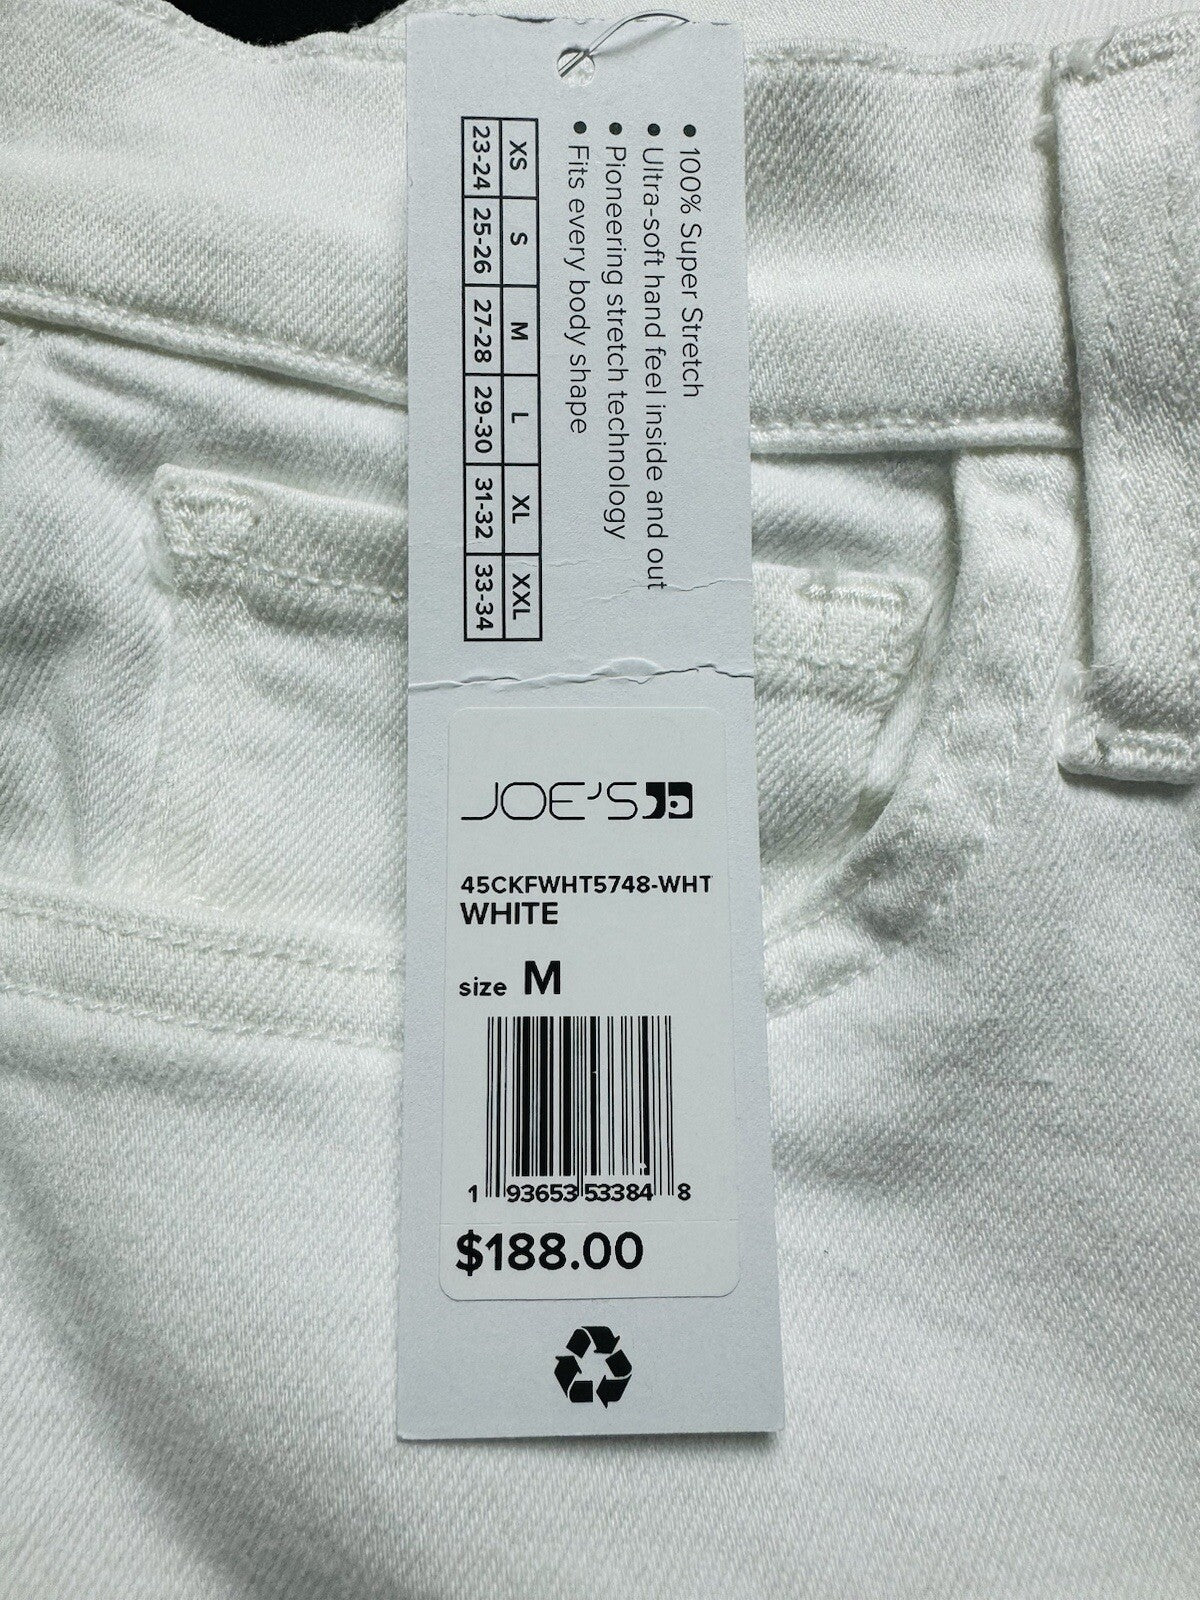 • 100% Super Stretch
• Ultra-soft hand feel inside and out
• Pioneering stretch technology
• Fits every body shape
XS S M L XL XXL
23-24 25-26 27-28 29-30 31-32 33-34
JOE'S
45CKFWHT5748-WHT
WHITE
size M
1 93653 53384 8
$188.00